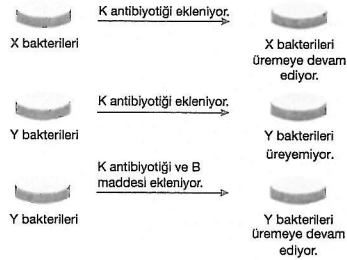 K antibiyotiği ekleniyor.
X bakterileri
X bakterileri
üremeye devam
ediyor.
K antibiyotiği ekleniyor.
Y bakterileri
Y bakterileri
üreyemiyor.
K antibiyotiği ve B
maddesi ekleniyor.
Y bakterileri
Y bakterileri
üremeye devam
ediyor.